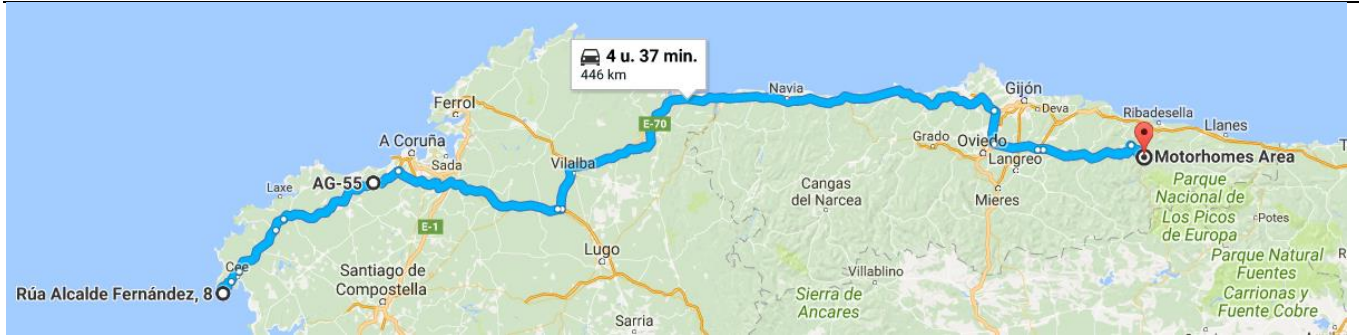 4 u. 37 min.
446 km
Navia
Gijón
Deva
Ribadesella
Llanes
Ferrol
E-70
Grado
Oviedo
Langreo
Motorhomes Area
A Coruña
Sada
Vilalba
AG-55
Laxe
Cangas
del Narcea
Mieres
Parque
Nacional de
Los Picos
de Europa
Potes
E-1
Lugo
Cee
Santiago de
Compostella
Villablino
Parque Natural
Fuentes
Carrionas y
Fuente Cobre
Rúa Alcalde Fernández, 8
Sierra de
Ancares
Sarria